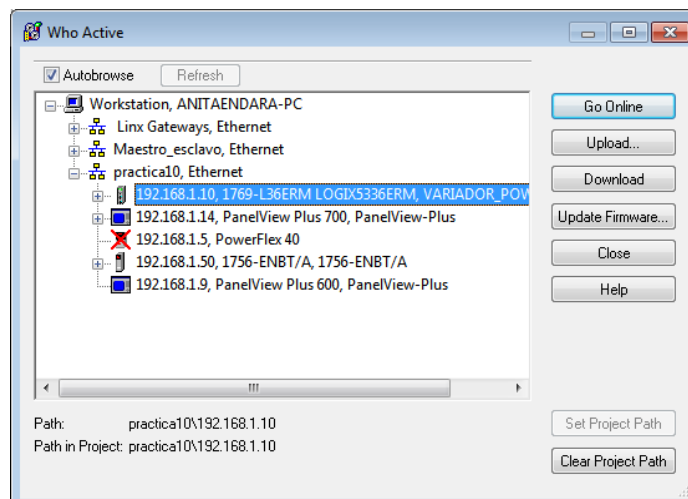 Who Active
Autobrowse
Refresh
Workstation, ANITAENDARA-PC
Linx Gateways, Ethernet
Maestro_esclavo, Ethernet
practica10, Ethernet
192.168.1.10, 1769-L36ERM LOGIX5336ERM, VARIADOR_POW
192.168.1.14, PanelView Plus 700, PanelView-Plus
192.168.1.5, PowerFlex 40
192.168.1.50, 1756-ENBT/A, 1756-ENBT/A
192.168.1.9, PanelView Plus 600, PanelView-Plus
Go Online
Upload...
Download
Update Firmware...
Close
Help
Path: practica10\192.168.1.10
Path in Project: practica10\192.168.1.10
Set Project Path
Clear Project Path